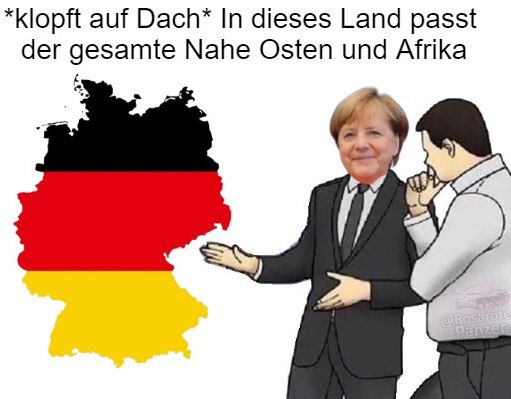 *klopft auf Dach* In dieses Land passt
der gesamte Nahe Osten und Afrika
@Rosarote
Panzer